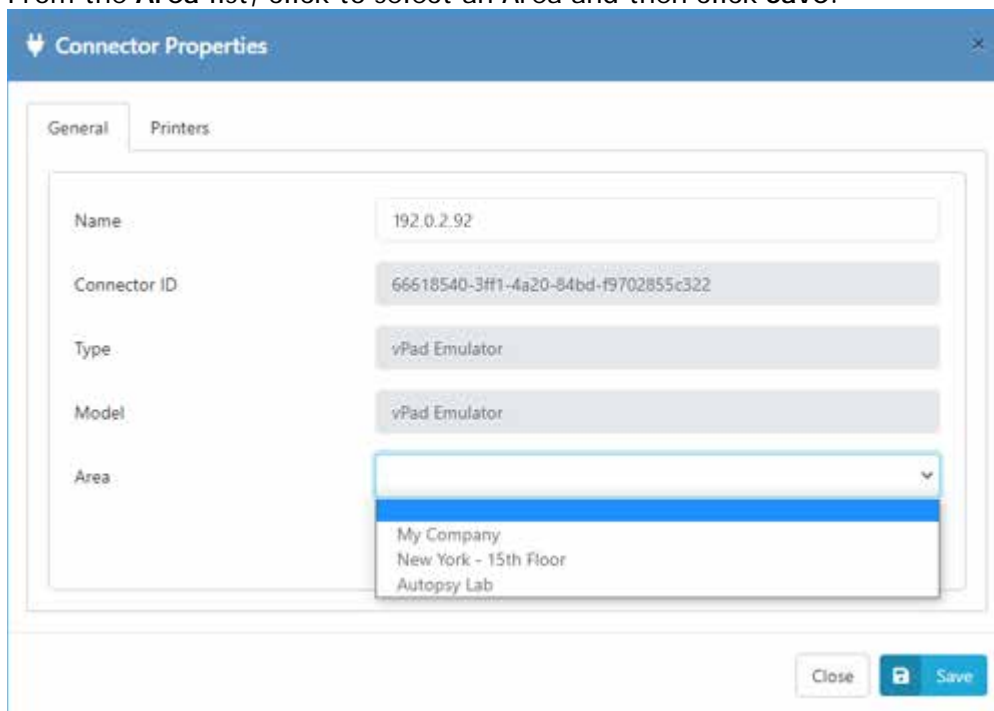 From the Area list, click to select an Area and then click Save.
Connector Properties
General Printers
Name 192.0.2.92
Connector ID 66618540-3ff1-4a20-84bd-f9702855c322
Type vPad Emulator
Model vPad Emulator
Area
My Company
New York - 15th Floor
Autopsy Lab
Close Save